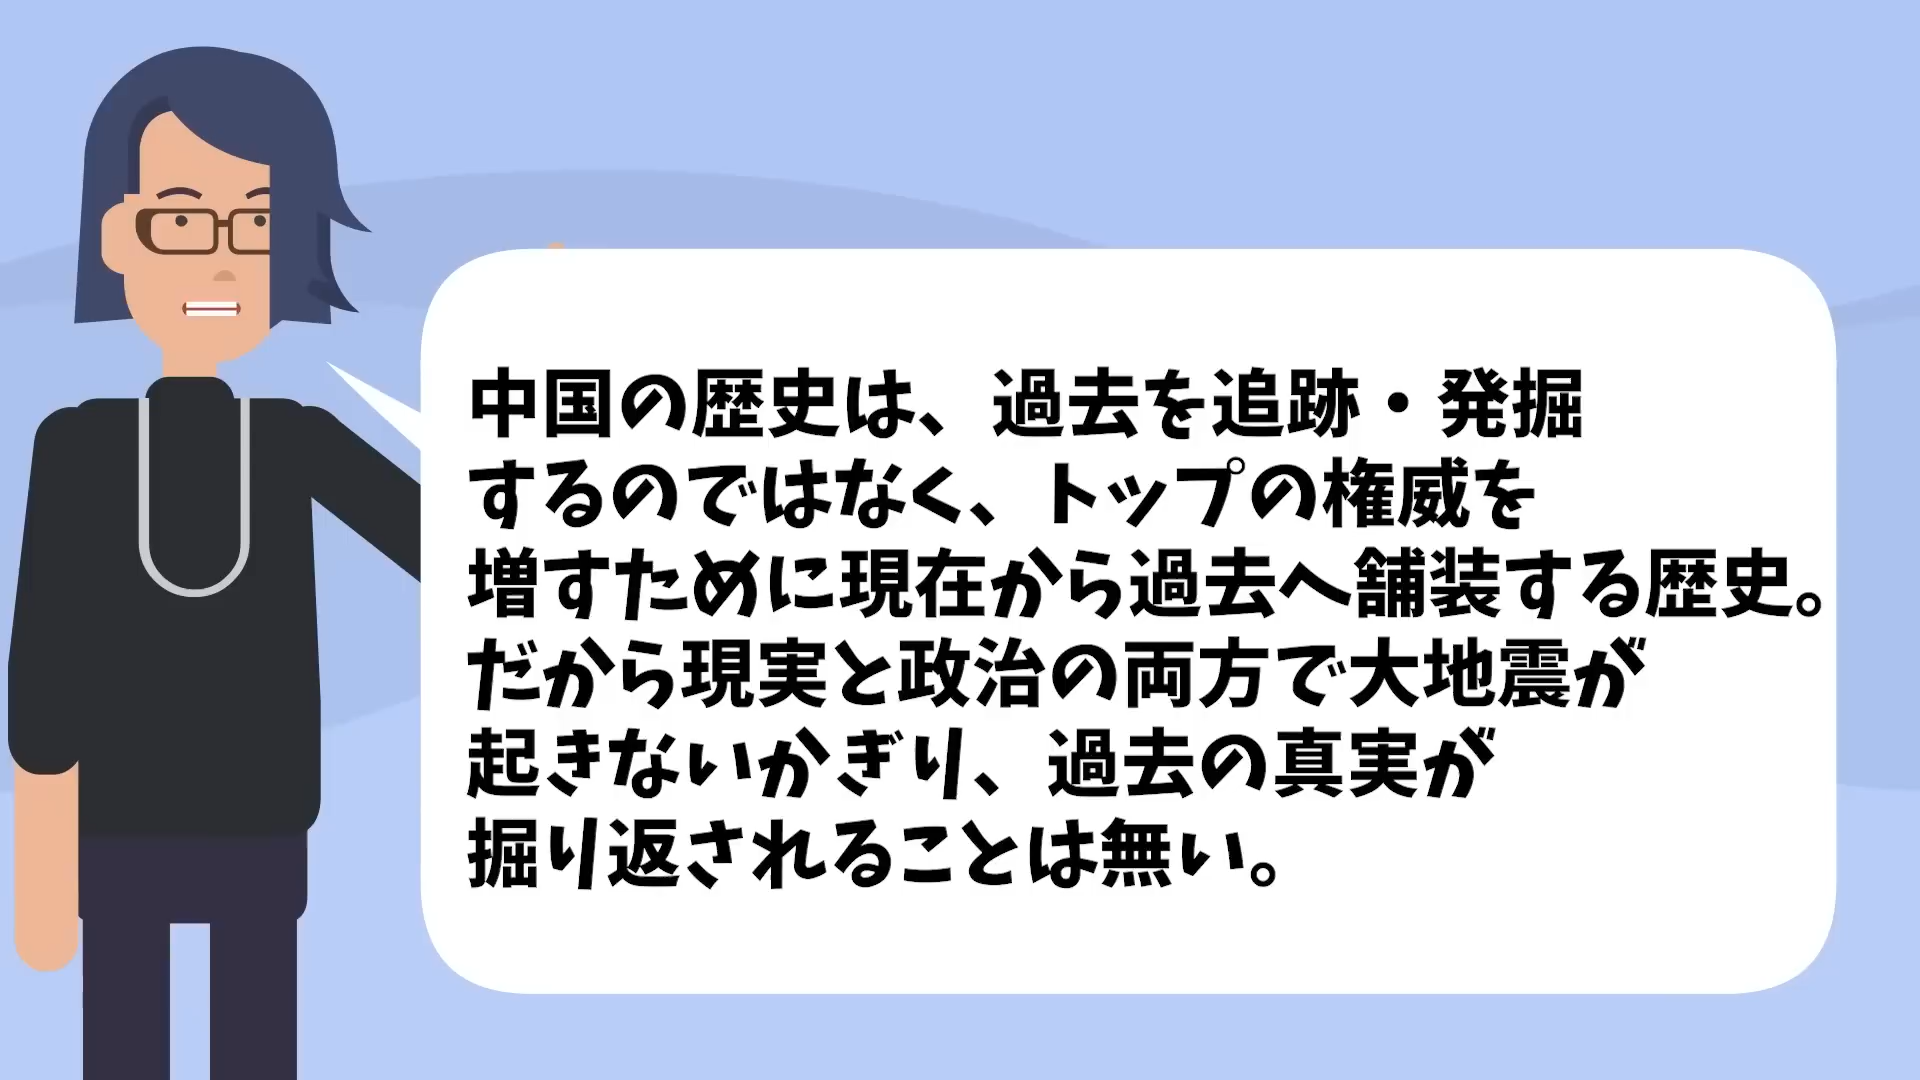 中国の歴史は、過去を追跡・発掘
するのではなく、トップの権威を
増すために現在から過去へ舗装する歴史。
だから現実と政治の両方で大地震が
起きないかぎり、過去の真実が
掘り返されることは無い。